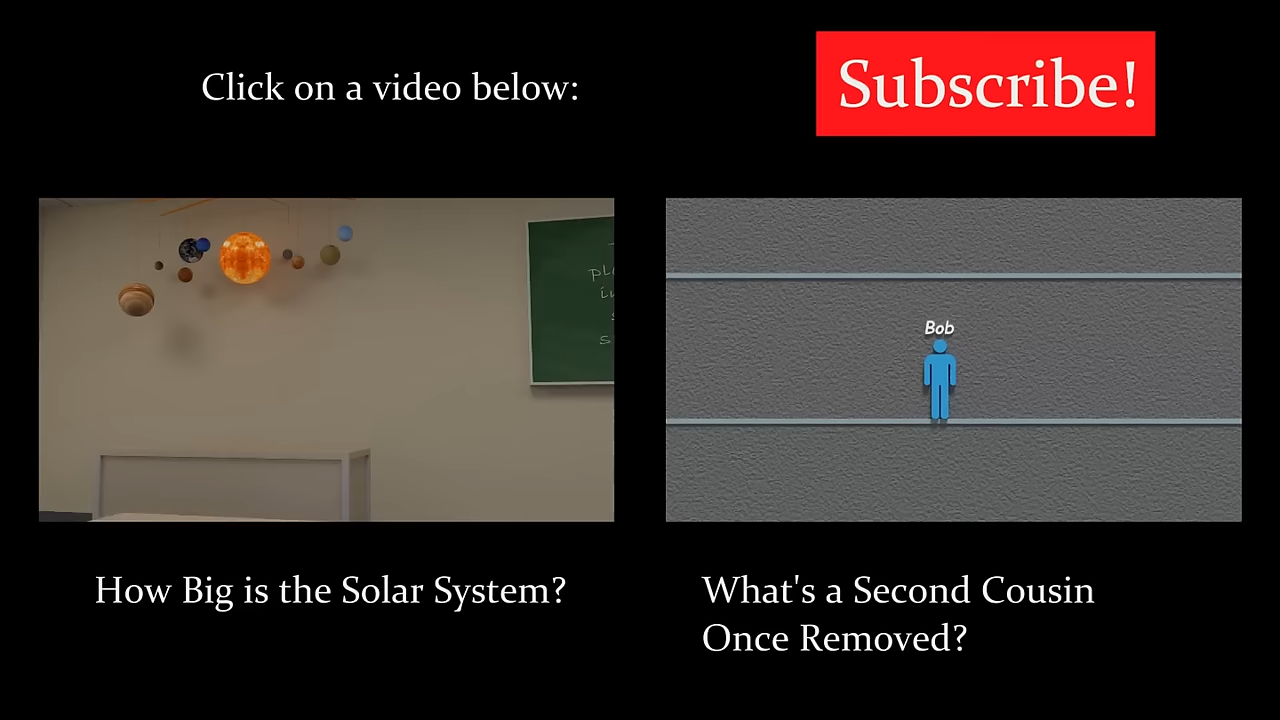 Click on a video below:
Subscribe!
Bob
How Big is the Solar System?
What's a Second Cousin
Once Removed?